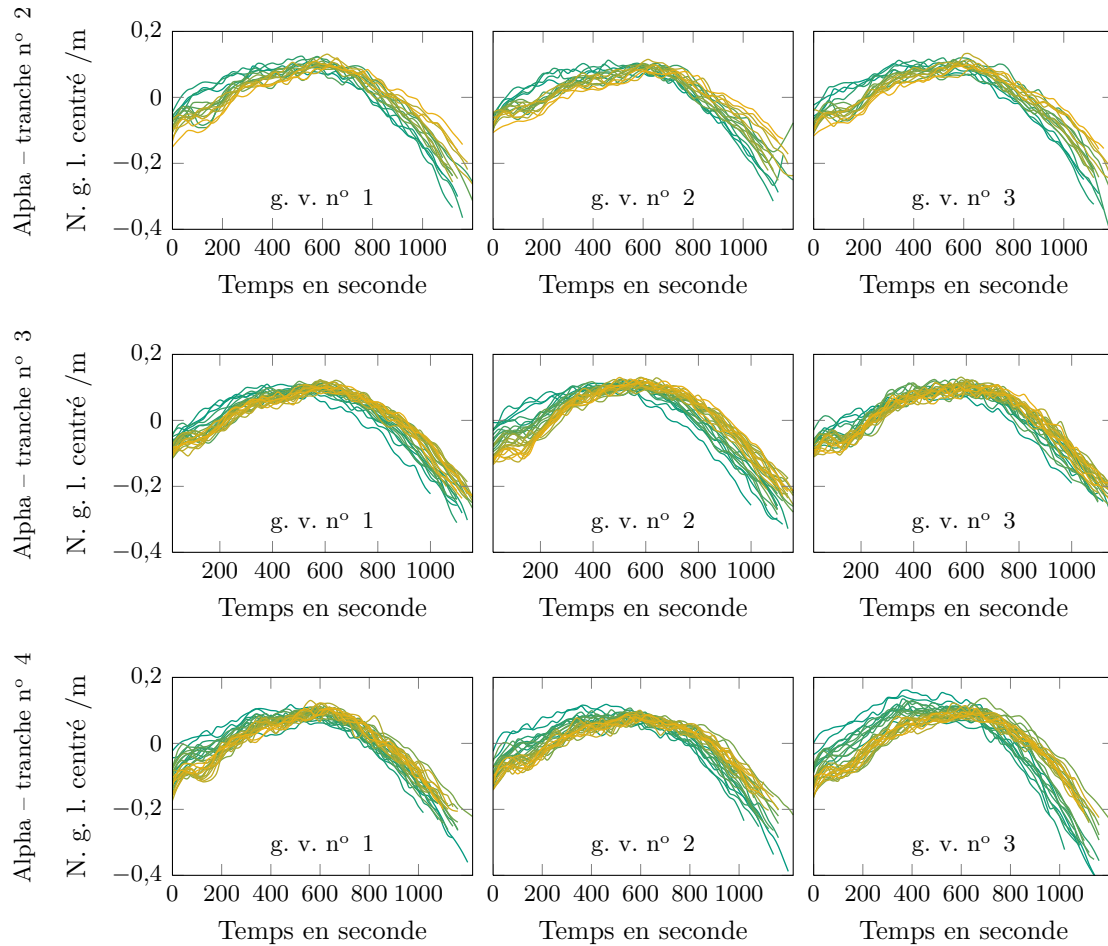 Alpha – tranche nº 2
N. g. l. centré /m
0,2
0
−0,2
−0,4
g. v. nº 1
g. v. nº 2
g. v. nº 3
0 200 400 600 800 1000
0 200 400 600 800 1000
0 200 400 600 800 1000
Temps en seconde
Temps en seconde
Temps en seconde
Alpha – tranche nº 3
N. g. l. centré /m
0,2
0
−0,2
−0,4
g. v. nº 1
g. v. nº 2
g. v. nº 3
200 400 600 800 1000
200 400 600 800 1000
200 400 600 800 1000
Temps en seconde
Temps en seconde
Temps en seconde
Alpha – tranche nº 4
N. g. l. centré /m
0,2
0
−0,2
−0,4
g. v. nº 1
g. v. nº 2
g. v. nº 3
0 200 400 600 800 1000
0 200 400 600 800 1000
0 200 400 600 800 1000
Temps en seconde
Temps en seconde
Temps en seconde